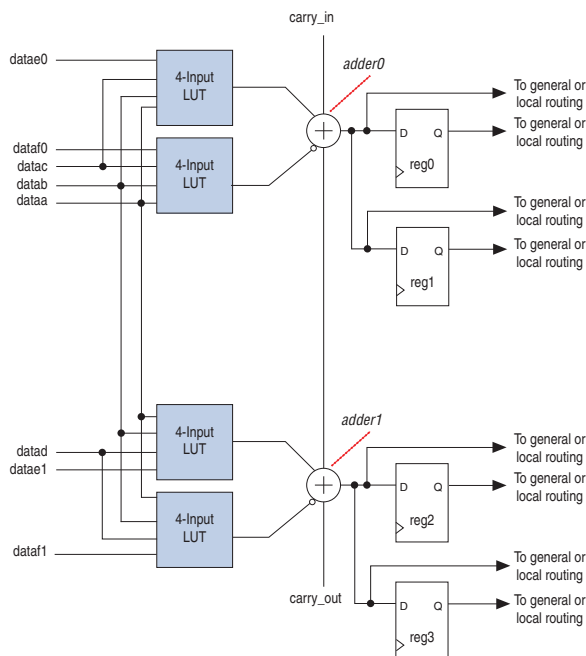 carry_in
datae0
4-Input
LUT
adder0
To general or
local routing
dataf0
datac
datab
dataa
4-Input
LUT
+
D Q
reg0
To general or
local routing
To general or
local routing
D Q
reg1
To general or
local routing
4-Input
LUT
adder1
datad
datae1
To general or
local routing
4-Input
LUT
+
D Q
reg2
To general or
local routing
dataf1
To general or
local routing
carry_out
D Q
reg3
To general or
local routing